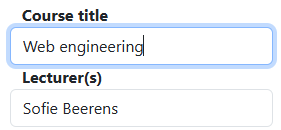 Course title
Web engineering
Lecturer(s)
Sofie Beerens